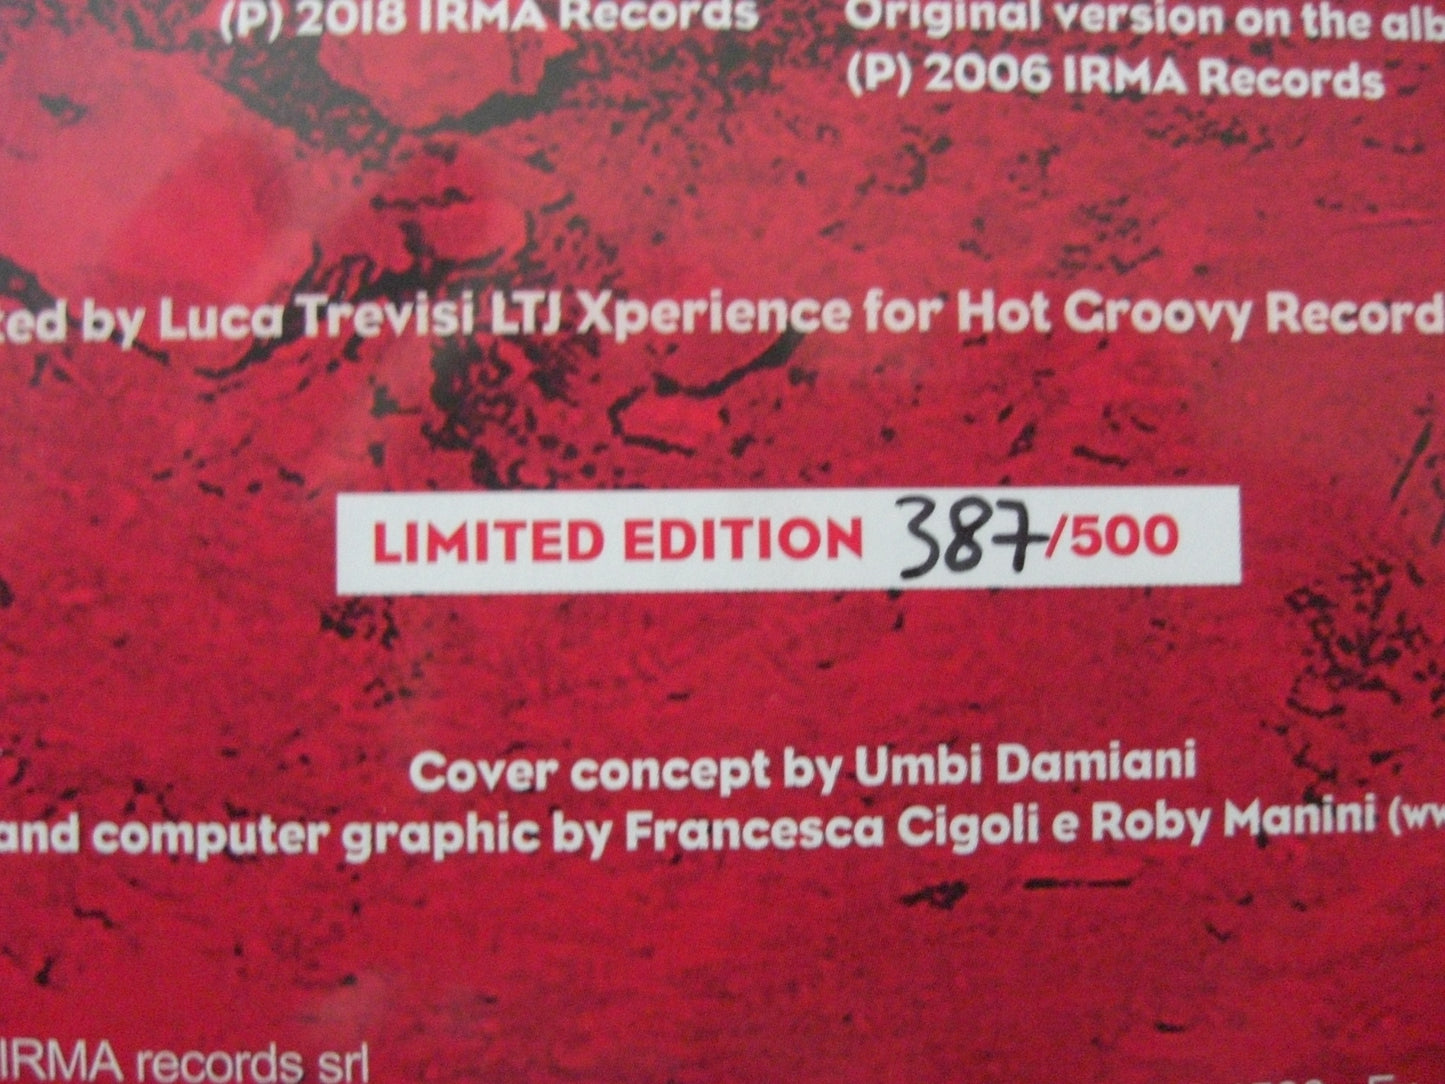 (P) 2018 IRMA Records
Original version on the alb
(P) 2006 IRMA Records
ed by Luca Trevisi LTJ Xperience for Hot Groovy Record
LIMITED EDITION 387/500
Cover concept by Umbi Damiani
and computer graphic by Francesca Cigoli e Roby Manini (ww
IRMA records srl